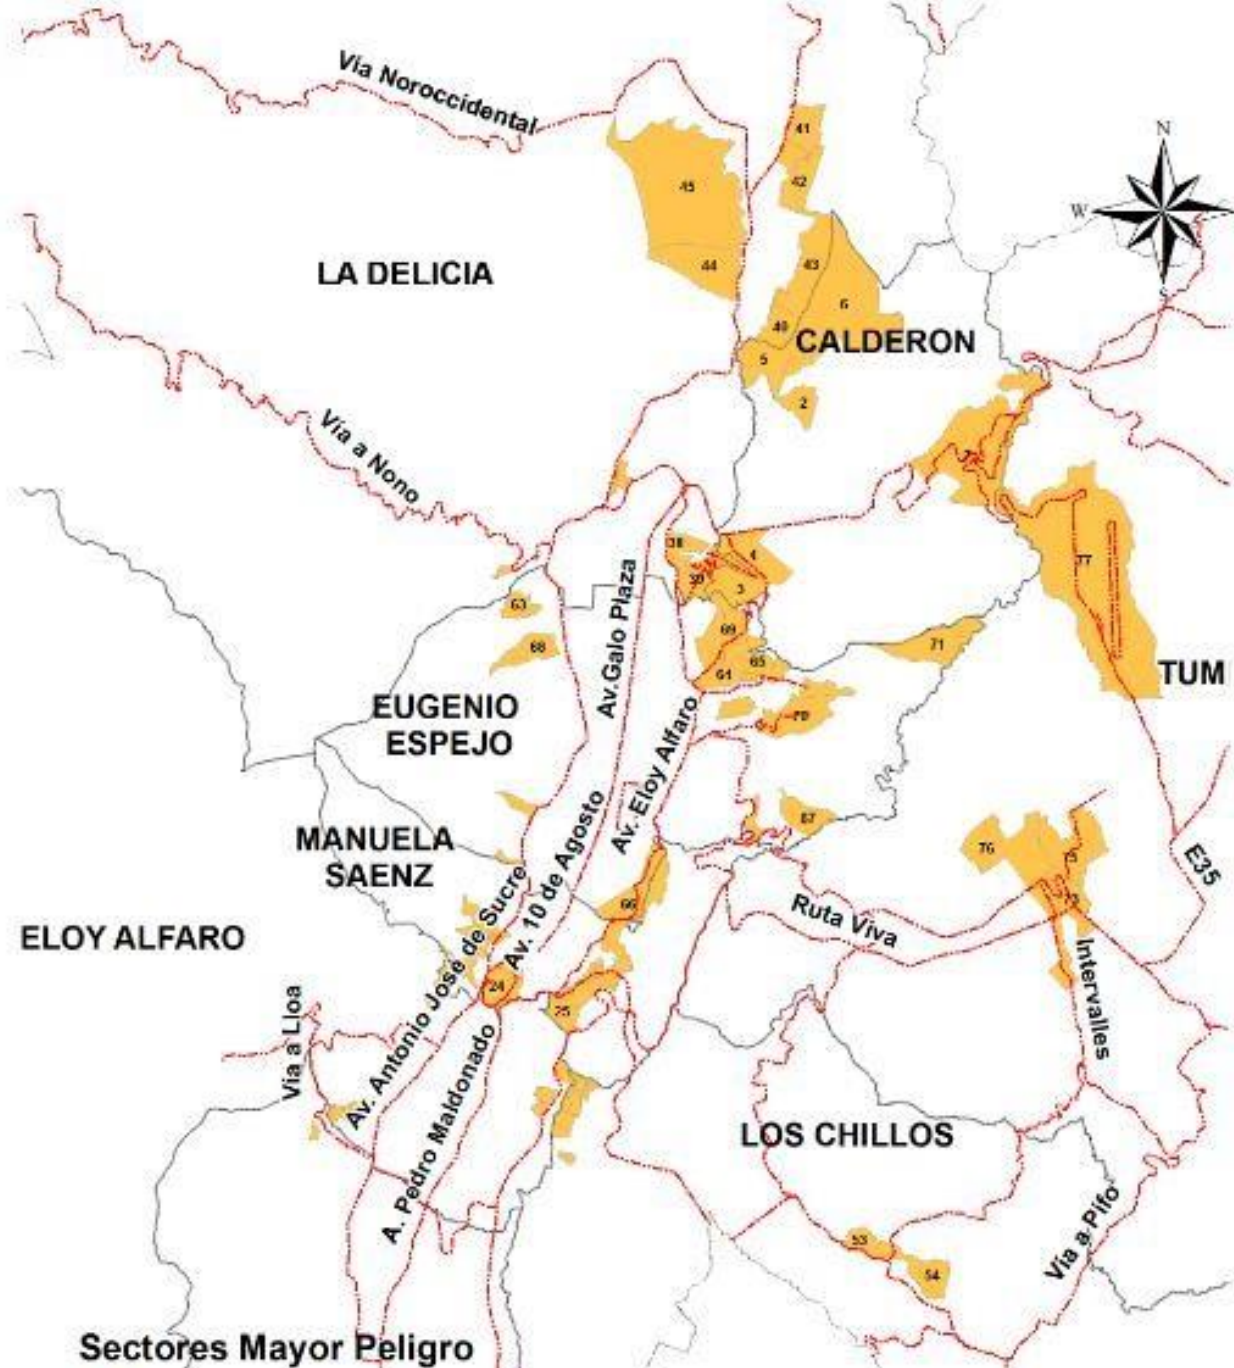 Vía Noroccidental
41
N
45
42
W
LA DELICIA
44
43
S
6
40
CALDERON
5
2
Vía a Nono
38
4
77
39
3
63
Av.Galo Plaza
69
68
71
65
64
TUM
EUGENIO
ESPEJO
70
Av. Eloy Alfaro
67
MANUELA
SAENZ
76
E35
Av. 10 de Agosto
66
Ruta Viva
ELOY ALFARO
24
Intervalles
25
Vía a Lloa
Av. Antonio José de Sucre
A. Pedro Maldonado
LOS CHILLOS
53
Vía a Pifo
54
Sectores Mayor Peligro